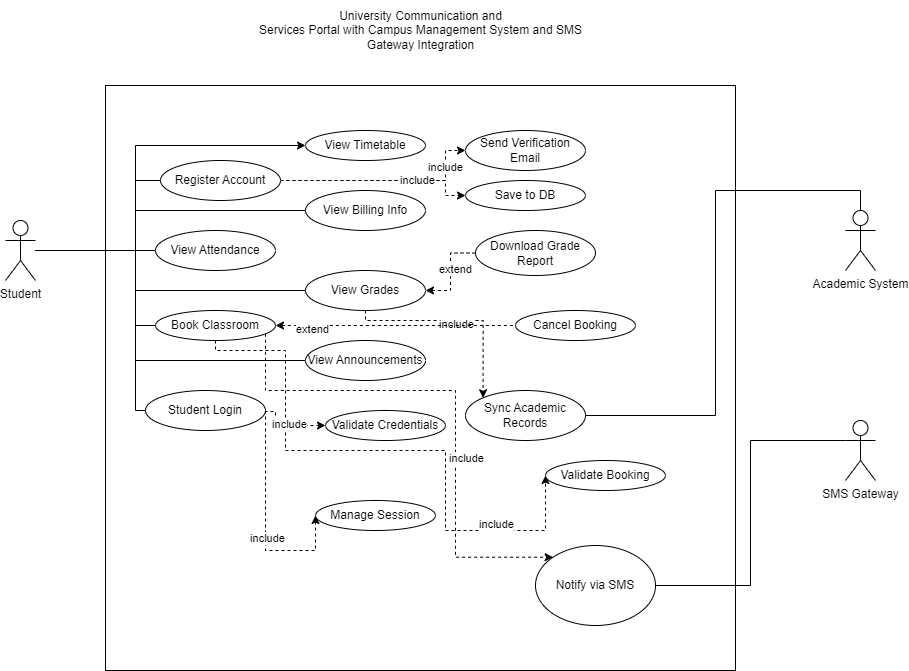 University Communication and
Services Portal with Campus Management System and SMS
Gateway Integration
View Timetable
Send Verification
Email
include
Register Account
include
Save to DB
View Billing Info
View Attendance
Download Grade
Report
extend
Student
Academic System
View Grades
Book Classroom
extend
include
Cancel Booking
View Announcements
Student Login
include
Validate Credentials
Sync Academic
Records
include
Validate Booking
SMS Gateway
Manage Session
include
include
Notify via SMS